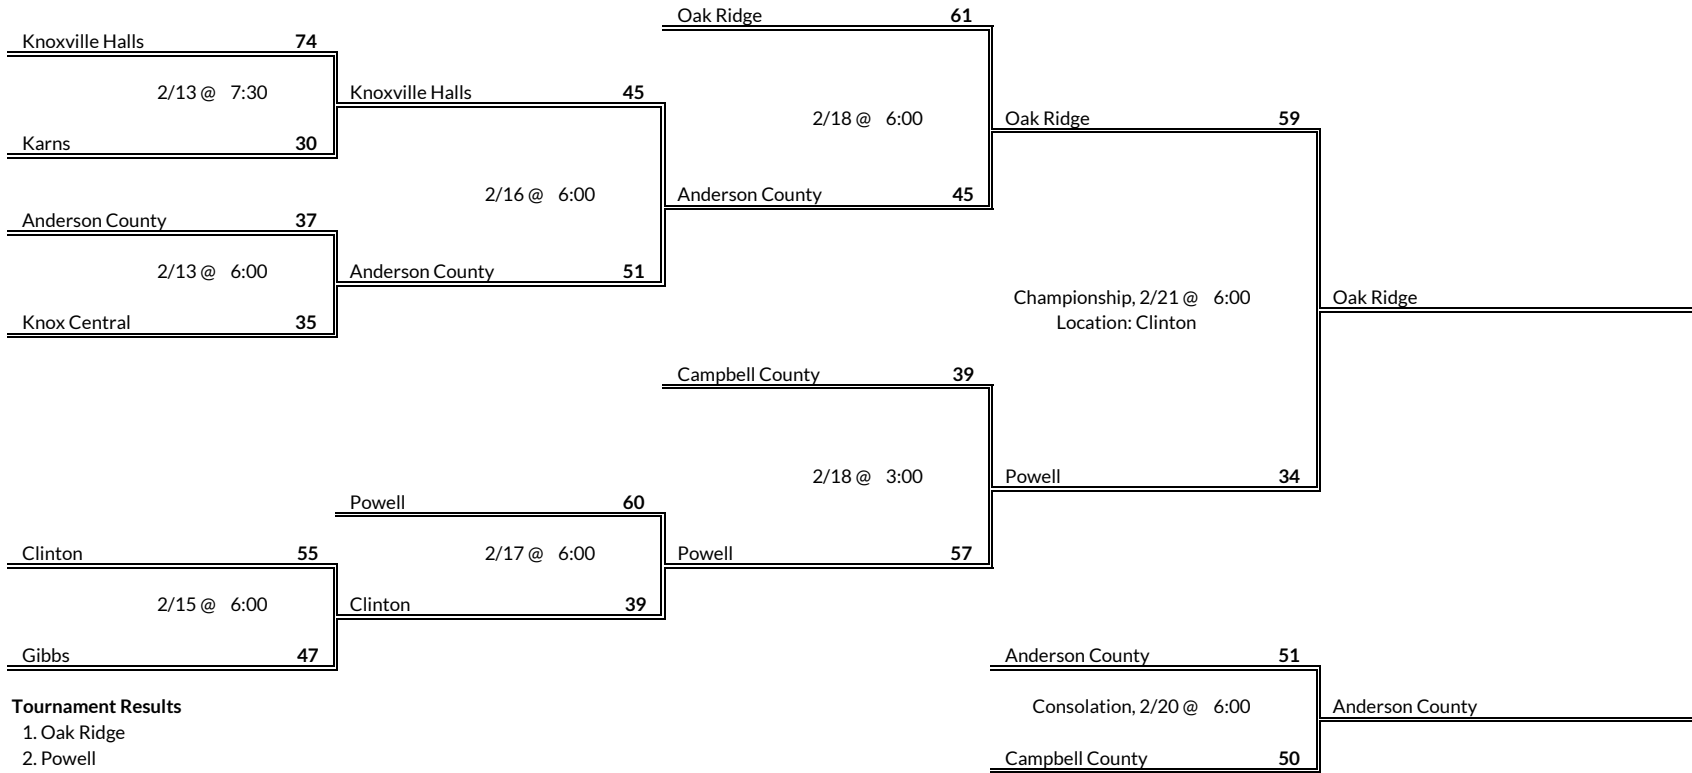 Oak Ridge 61
Knoxville Halls 74
2/13 @ 7:30
Knoxville Halls 45
2/18 @ 6:00
Oak Ridge 59
Karns 30
2/16 @ 6:00
Anderson County 45
Anderson County 37
2/13 @ 6:00
Anderson County 51
Championship, 2/21 @ 6:00
Oak Ridge
Knox Central 35
Location: Clinton
Campbell County 39
2/18 @ 3:00
Powell 34
Powell 60
Clinton 55
2/17 @ 6:00
Powell 57
2/15 @ 6:00
Clinton 39
Gibbs 47
Anderson County 51
Tournament Results
Consolation, 2/20 @ 6:00
Anderson County
1. Oak Ridge
2. Powell
Campbell County 50